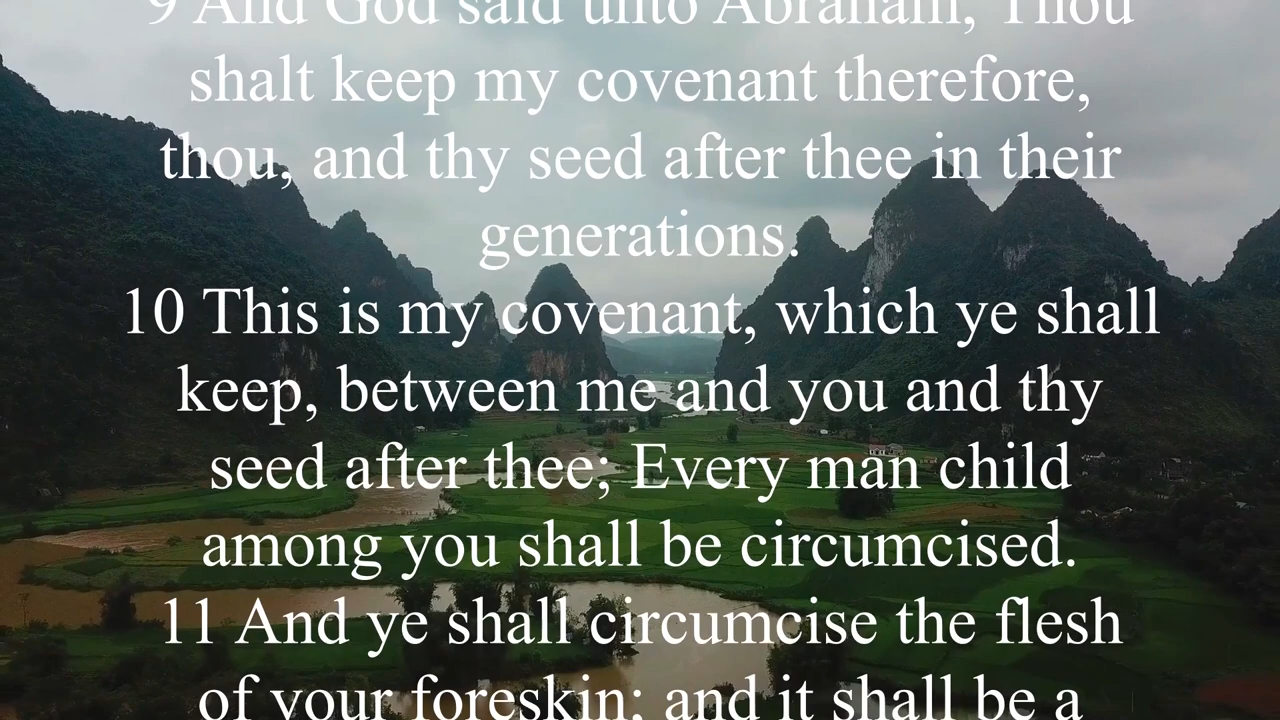 9 And God said unto Abraham, Thou
shalt keep my covenant therefore,
thou, and thy seed after thee in their
generations.
10 This is my covenant, which ye shall
keep, between me and you and thy
seed after thee; Every man child
among you shall be circumcised.
11 And ye shall circumcise the flesh
of your foreskin; and it shall be a